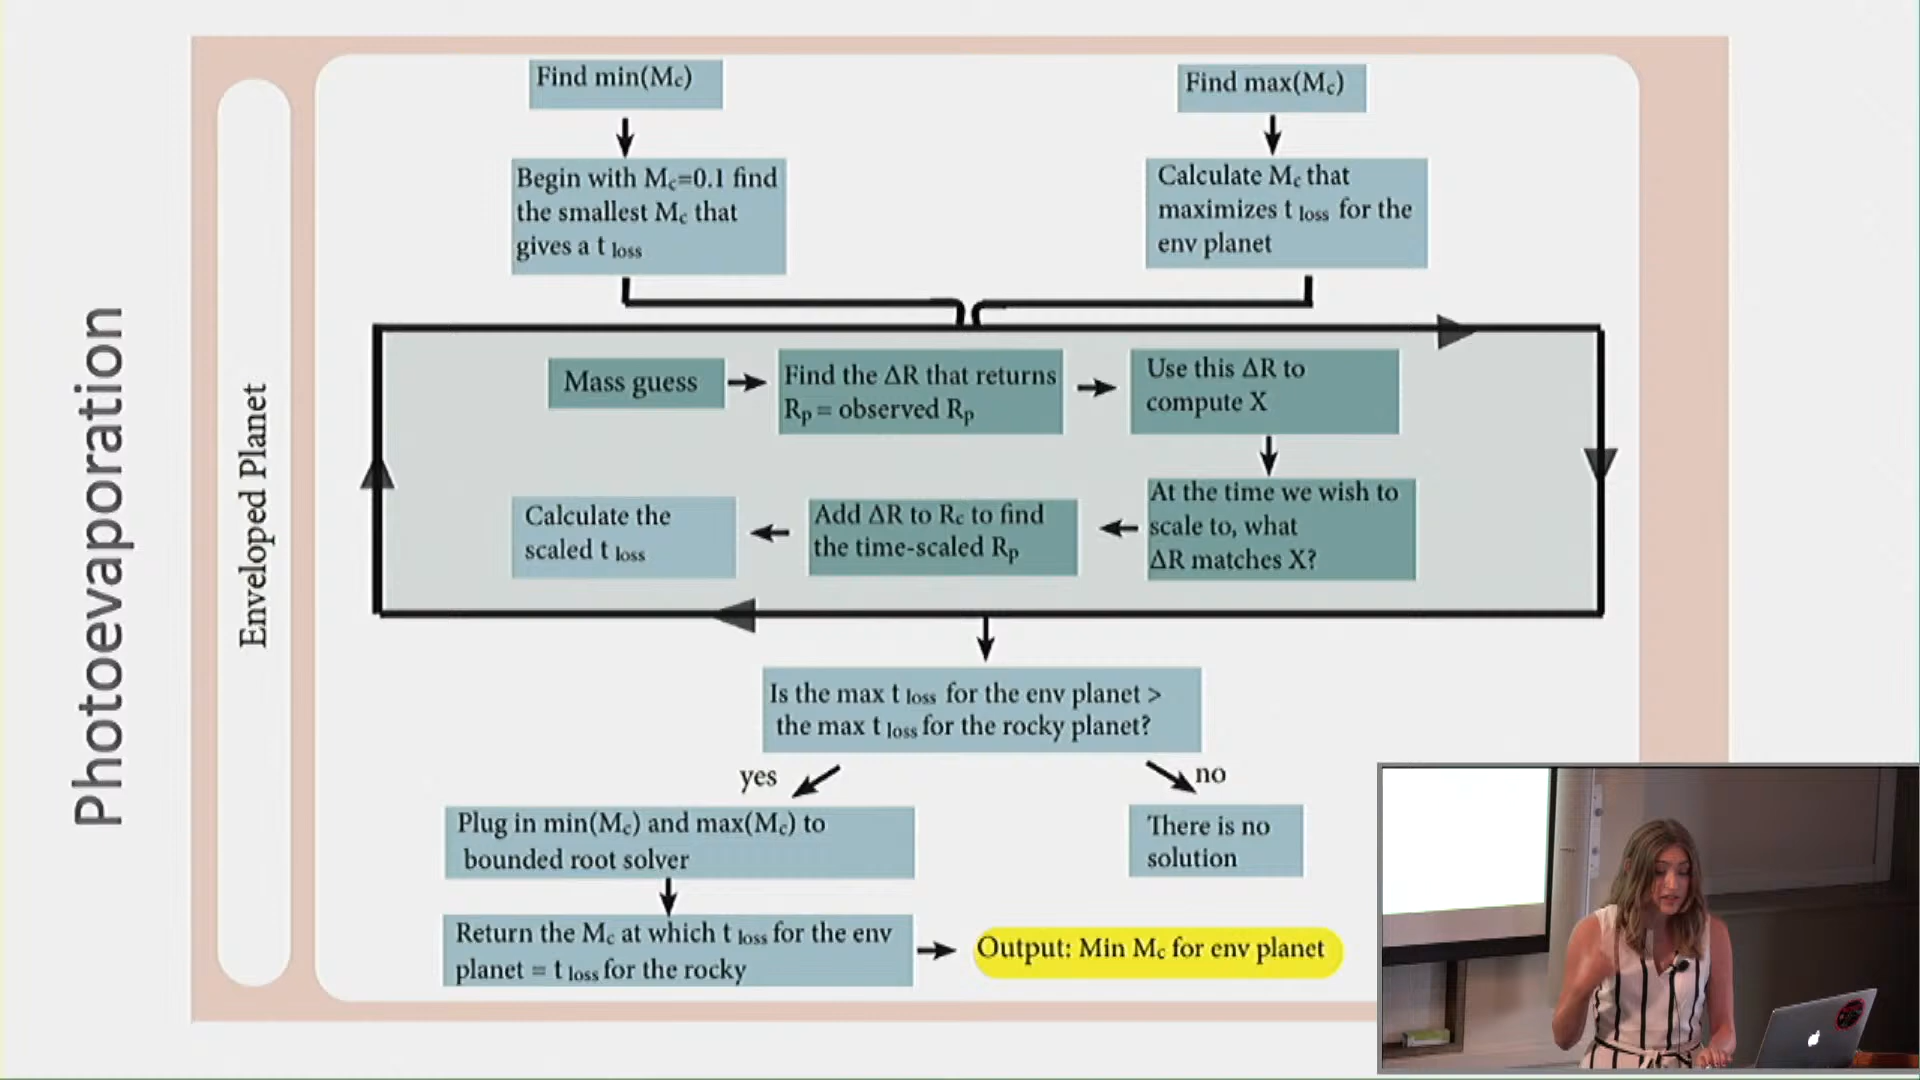 Photoevaporation
Enveloped Planet
Find min(Mc)
Begin with Mc=0.1 find
the smallest Mc that
gives a t loss
Find max(Mc)
Calculate Mc that
maximizes t loss for the
env planet
Mass guess
Find the ΔR that returns
Rp = observed Rp
Use this ΔR to
compute X
At the time we wish to
scale to, what
ΔR matches X?
Add ΔR to Rc to find
the time-scaled Rp
Calculate the
scaled t loss
Is the max t loss for the env planet >
the max t loss for the rocky planet?
yes
no
Plug in min(Mc) and max(Mc) to
bounded root solver
There is no
solution
Return the Mc at which t loss for the env
planet = t loss for the rocky
Output: Min Mc for env planet